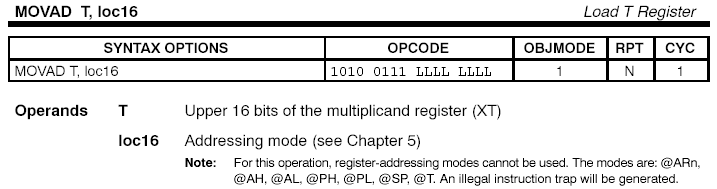 MOVAD T, loc16 Load T Register
SYNTAX OPTIONS OPCODE OBJMODE RPT CYC
MOVAD T, loc16 1010 0111 LLLL LLLL 1 N 1
Operands T Upper 16 bits of the multiplicand register (XT)
loc16 Addressing mode (see Chapter 5)
Note: For this operation, register-addressing modes cannot be used. The modes are: @ARn,
@AH, @AL, @PH, @PL, @SP, @T. An illegal instruction trap will be generated.